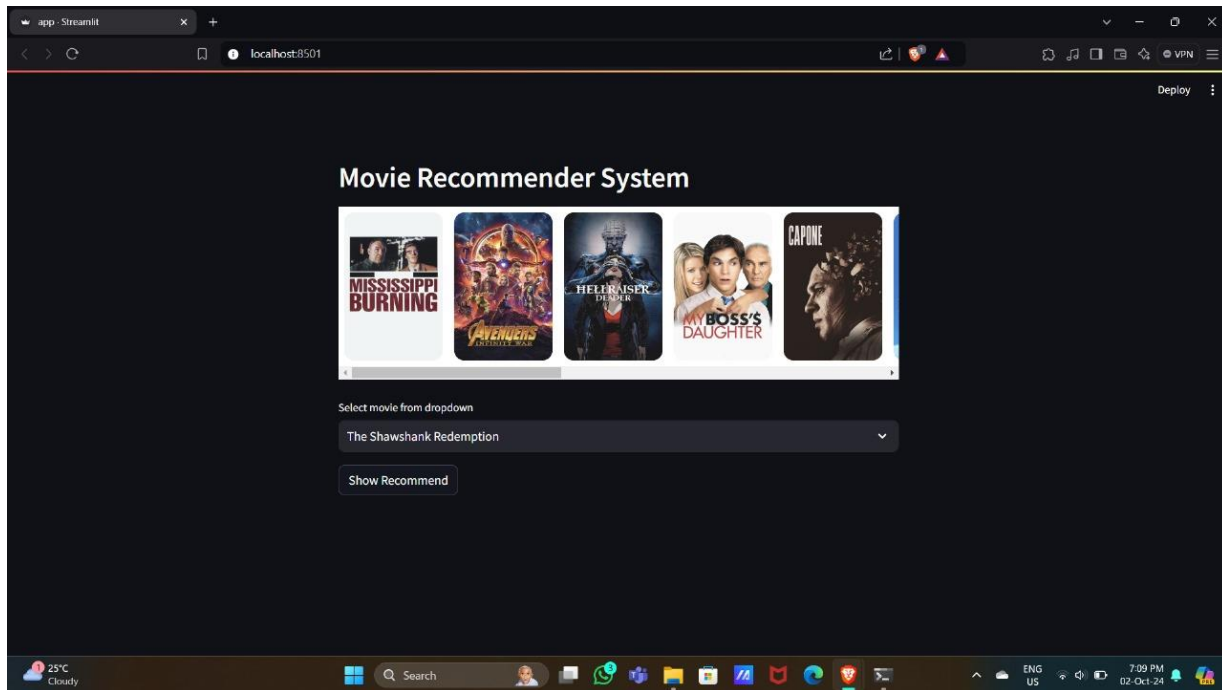 app · Streamlit
localhost:8501
VPN
Deploy
Movie Recommender System
MISSISSIPPI
BURNING
AVENGERS
INFINITY WAR
HELLRAISER
DEADER
MY BOSS'S
DAUGHTER
CAPONE
Select movie from dropdown
The Shawshank Redemption
Show Recommend
1
25°C
Cloudy
Search
3
ENG
US
7:09 PM
02-Oct-24